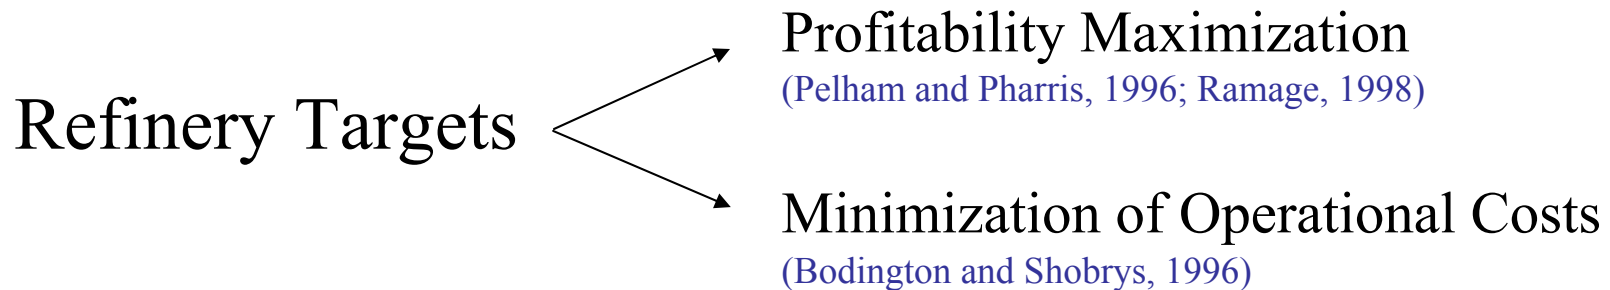 Refinery Targets
Profitability Maximization
(Pelham and Pharris, 1996; Ramage, 1998)
Minimization of Operational Costs
(Bodington and Shobrys, 1996)